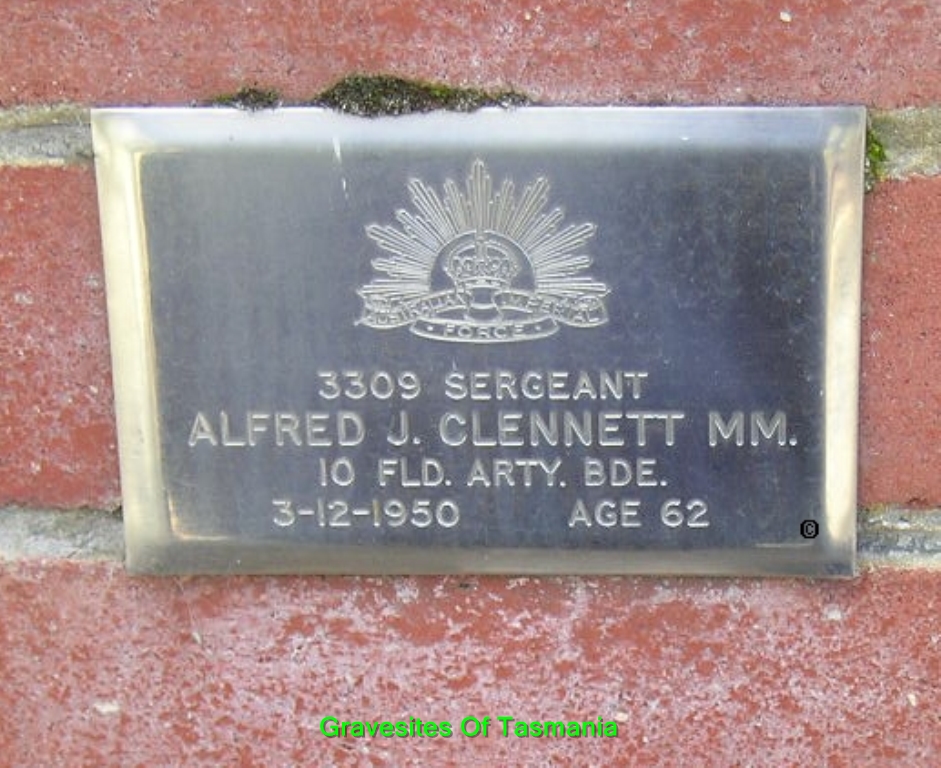 AUSTRALIAN IMPERIAL
· FORCE ·
3309 SERGEANT
ALFRED J. CLENNETT MM.
10 FLD. ARTY. BDE.
3-12-1950 AGE 62
©
Gravesites Of Tasmania